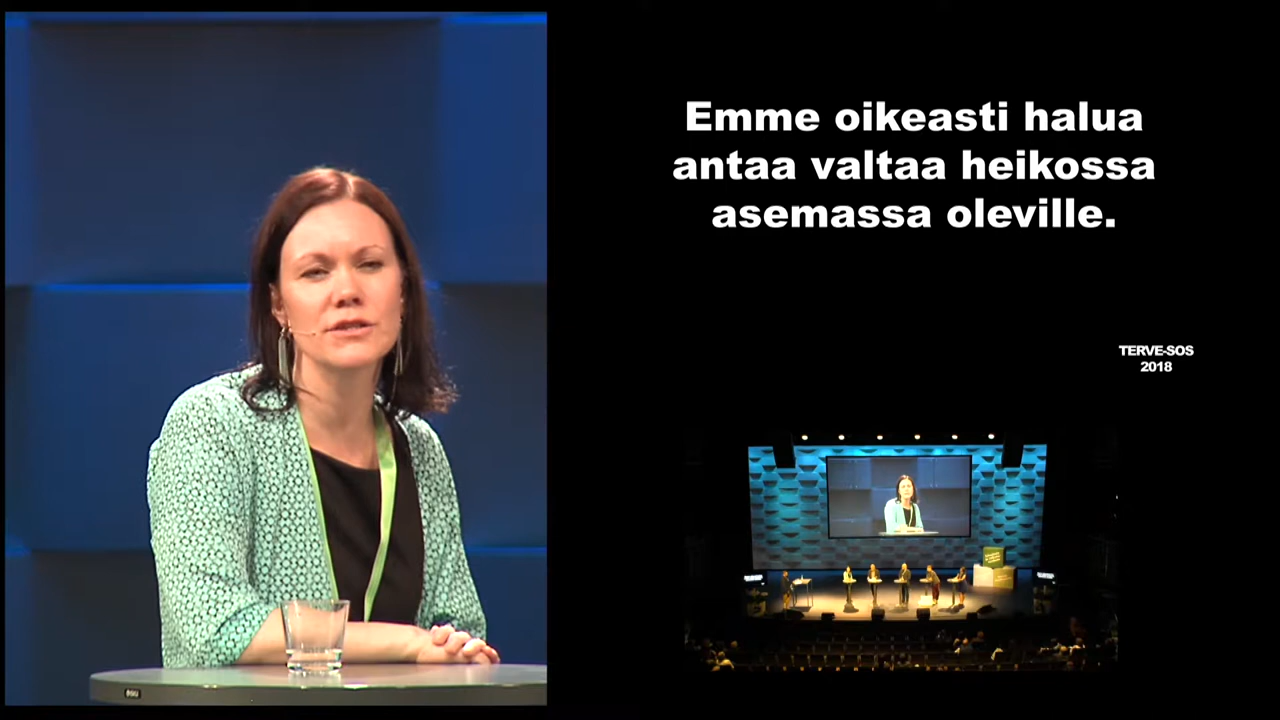 Emme oikeasti halua
antaa valtaa heikossa
asemassa oleville.
TERVE-SOS
2018